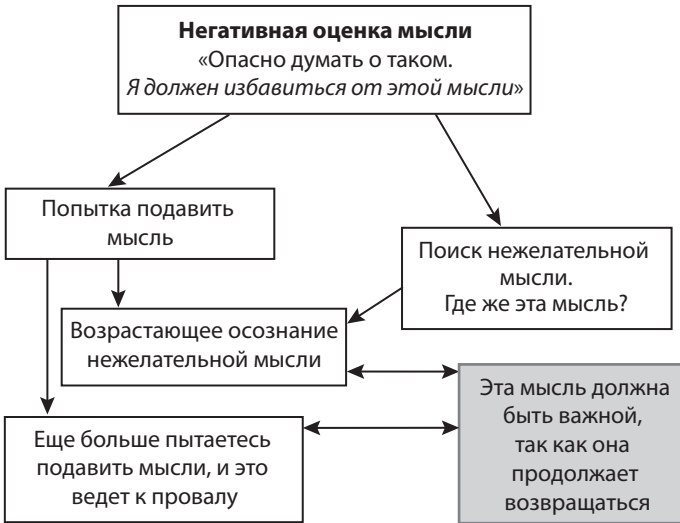 Негативная оценка мысли
«Опасно думать о таком.
Я должен избавиться от этой мысли»
Попытка подавить
мысль
Поиск нежелательной
мысли.
Где же эта мысль?
Возрастающее осознание
нежелательной мысли
Эта мысль должна
быть важной,
так как она
продолжает
возвращаться
Еще больше пытаетесь
подавить мысли, и это
ведет к провалу